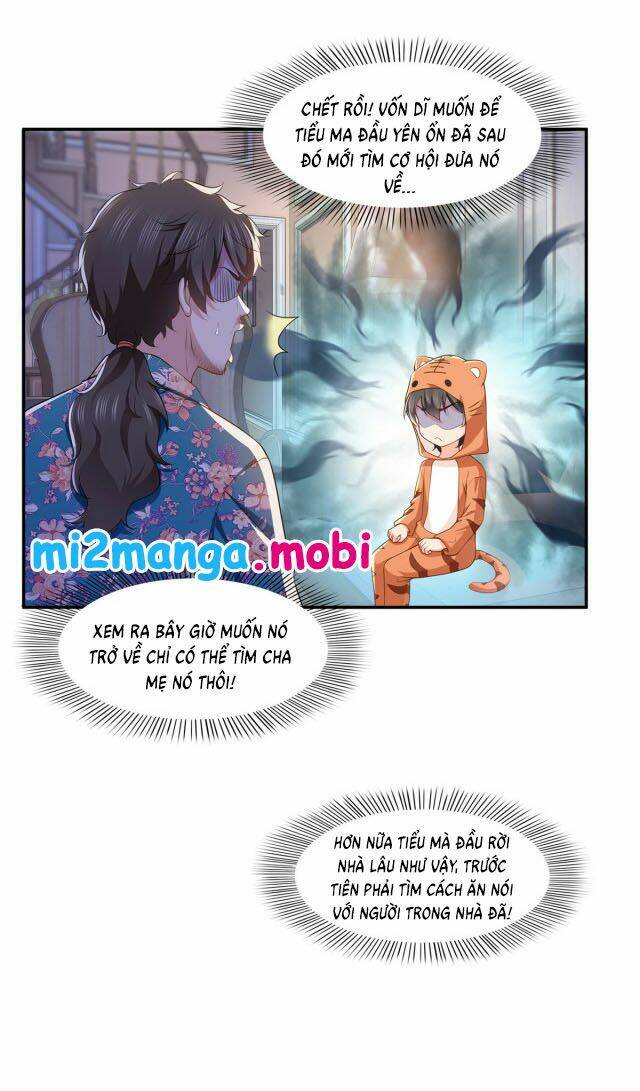 CHẾT RỒI! VỐN DĨ MUỐN ĐỂ
TIỂU MA ĐẦU YÊN ỔN ĐÃ SAU
ĐÓ MỚI TÌM CƠ HỘI ĐƯA NÓ
VỀ...
mi2manga.mobi
XEM RA BÂY GIỜ MUỐN NÓ
TRỞ VỀ CHỈ CÓ THỂ TÌM CHA
MẸ NÓ THÔI!
HƠN NỮA TIỂU MÀ ĐẦU RỜI
NHÀ LÂU NHƯ VẬY, TRƯỚC
TIÊN PHẢI TÌM CÁCH ĂN NÓI
VỚI NGƯỜI TRONG NHÀ ĐÃ!